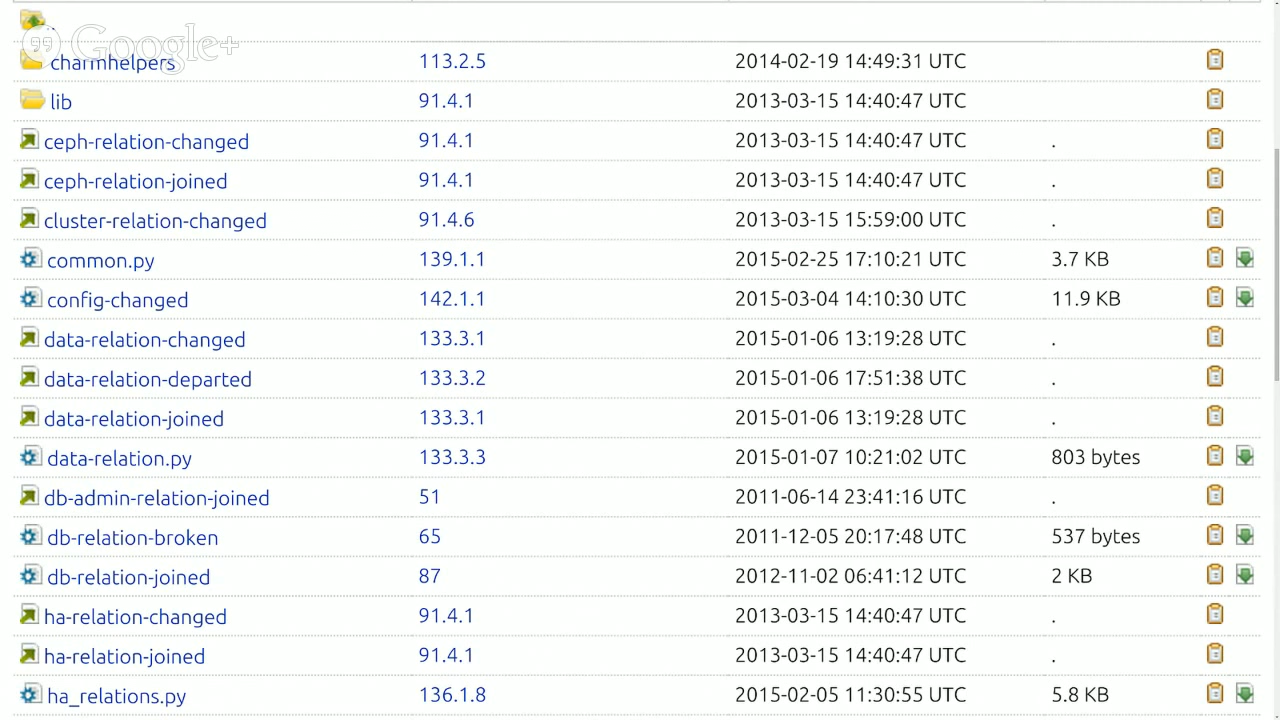 ..
Google+
charmhelpers 113.2.5 2014-02-19 14:49:31 UTC
lib 91.4.1 2013-03-15 14:40:47 UTC
ceph-relation-changed 91.4.1 2013-03-15 14:40:47 UTC .
ceph-relation-joined 91.4.1 2013-03-15 14:40:47 UTC .
cluster-relation-changed 91.4.6 2013-03-15 15:59:00 UTC .
common.py 139.1.1 2015-02-25 17:10:21 UTC 3.7 KB
config-changed 142.1.1 2015-03-04 14:10:30 UTC 11.9 KB
data-relation-changed 133.3.1 2015-01-06 13:19:28 UTC .
data-relation-departed 133.3.2 2015-01-06 17:51:38 UTC .
data-relation-joined 133.3.1 2015-01-06 13:19:28 UTC .
data-relation.py 133.3.3 2015-01-07 10:21:02 UTC 803 bytes
db-admin-relation-joined 51 2011-06-14 23:41:16 UTC .
db-relation-broken 65 2011-12-05 20:17:48 UTC 537 bytes
db-relation-joined 87 2012-11-02 06:41:12 UTC 2 KB
ha-relation-changed 91.4.1 2013-03-15 14:40:47 UTC .
ha-relation-joined 91.4.1 2013-03-15 14:40:47 UTC .
ha_relations.py 136.1.8 2015-02-05 11:30:55 UTC 5.8 KB